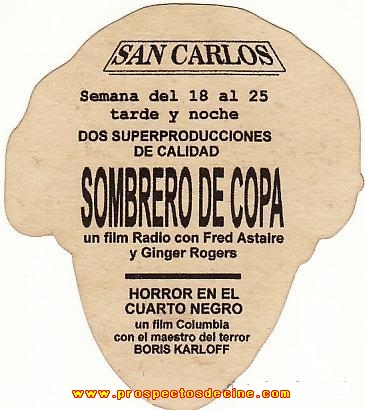 SAN CARLOS
Semana del 18 al 25
tarde y noche
DOS SUPERPRODUCCIONES
DE CALIDAD
SOMBRERO DE COPA
un film Radio con Fred Astaire
y Ginger Rogers
HORROR EN EL
CUARTO NEGRO
un film Columbia
con el maestro del terror
BORIS KARLOFF
www.prospectosdecine.com